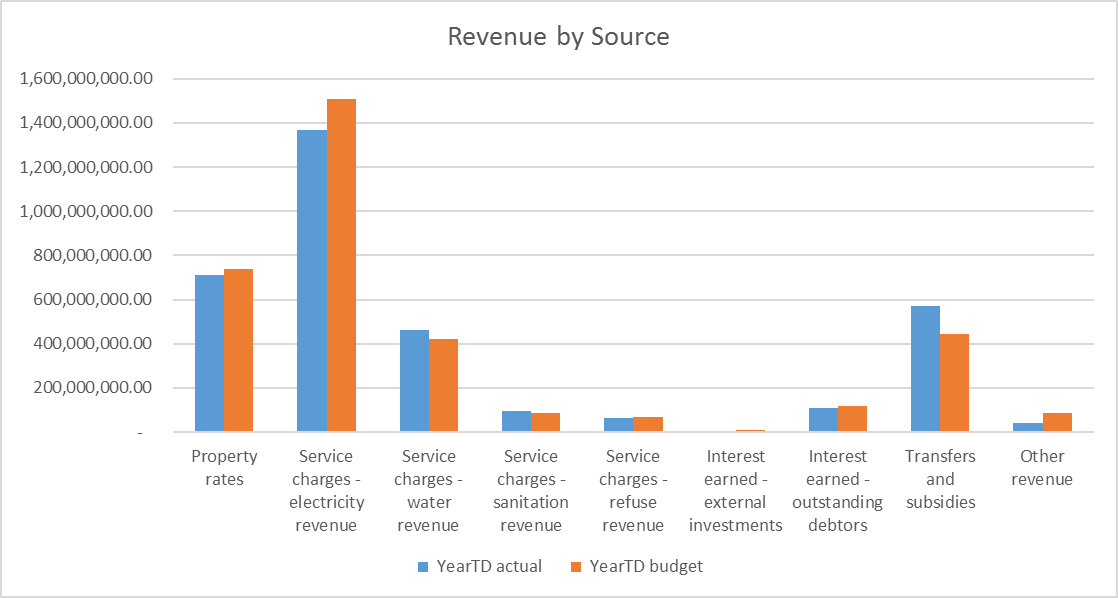 Revenue by Source
1,600,000,000.00
1,400,000,000.00
1,200,000,000.00
1,000,000,000.00
800,000,000.00
600,000,000.00
400,000,000.00
200,000,000.00
-
Property
rates
Service
charges -
electricity
revenue
Service
charges -
water
revenue
Service
charges -
sanitation
revenue
Service
charges -
refuse
revenue
Interest
earned -
external
investments
Interest
earned -
outstanding
debtors
Transfers
and
subsidies
Other
revenue
YearTD actual
YearTD budget